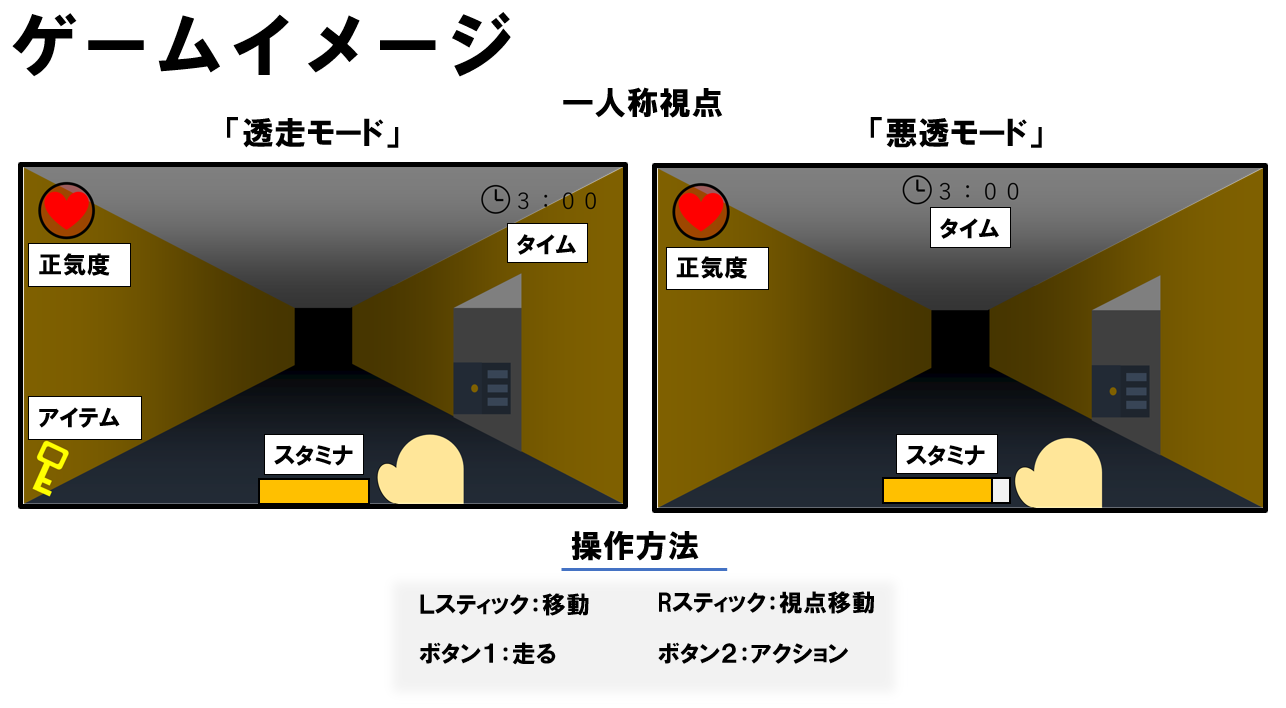 ゲームイメージ
一人称視点
「透走モード」
「悪透モード」
3：00
タイム
正気度
アイテム
スタミナ
3：00
タイム
正気度
スタミナ
操作方法
Lスティック：移動
Rスティック：視点移動
ボタン1：走る
ボタン2：アクション